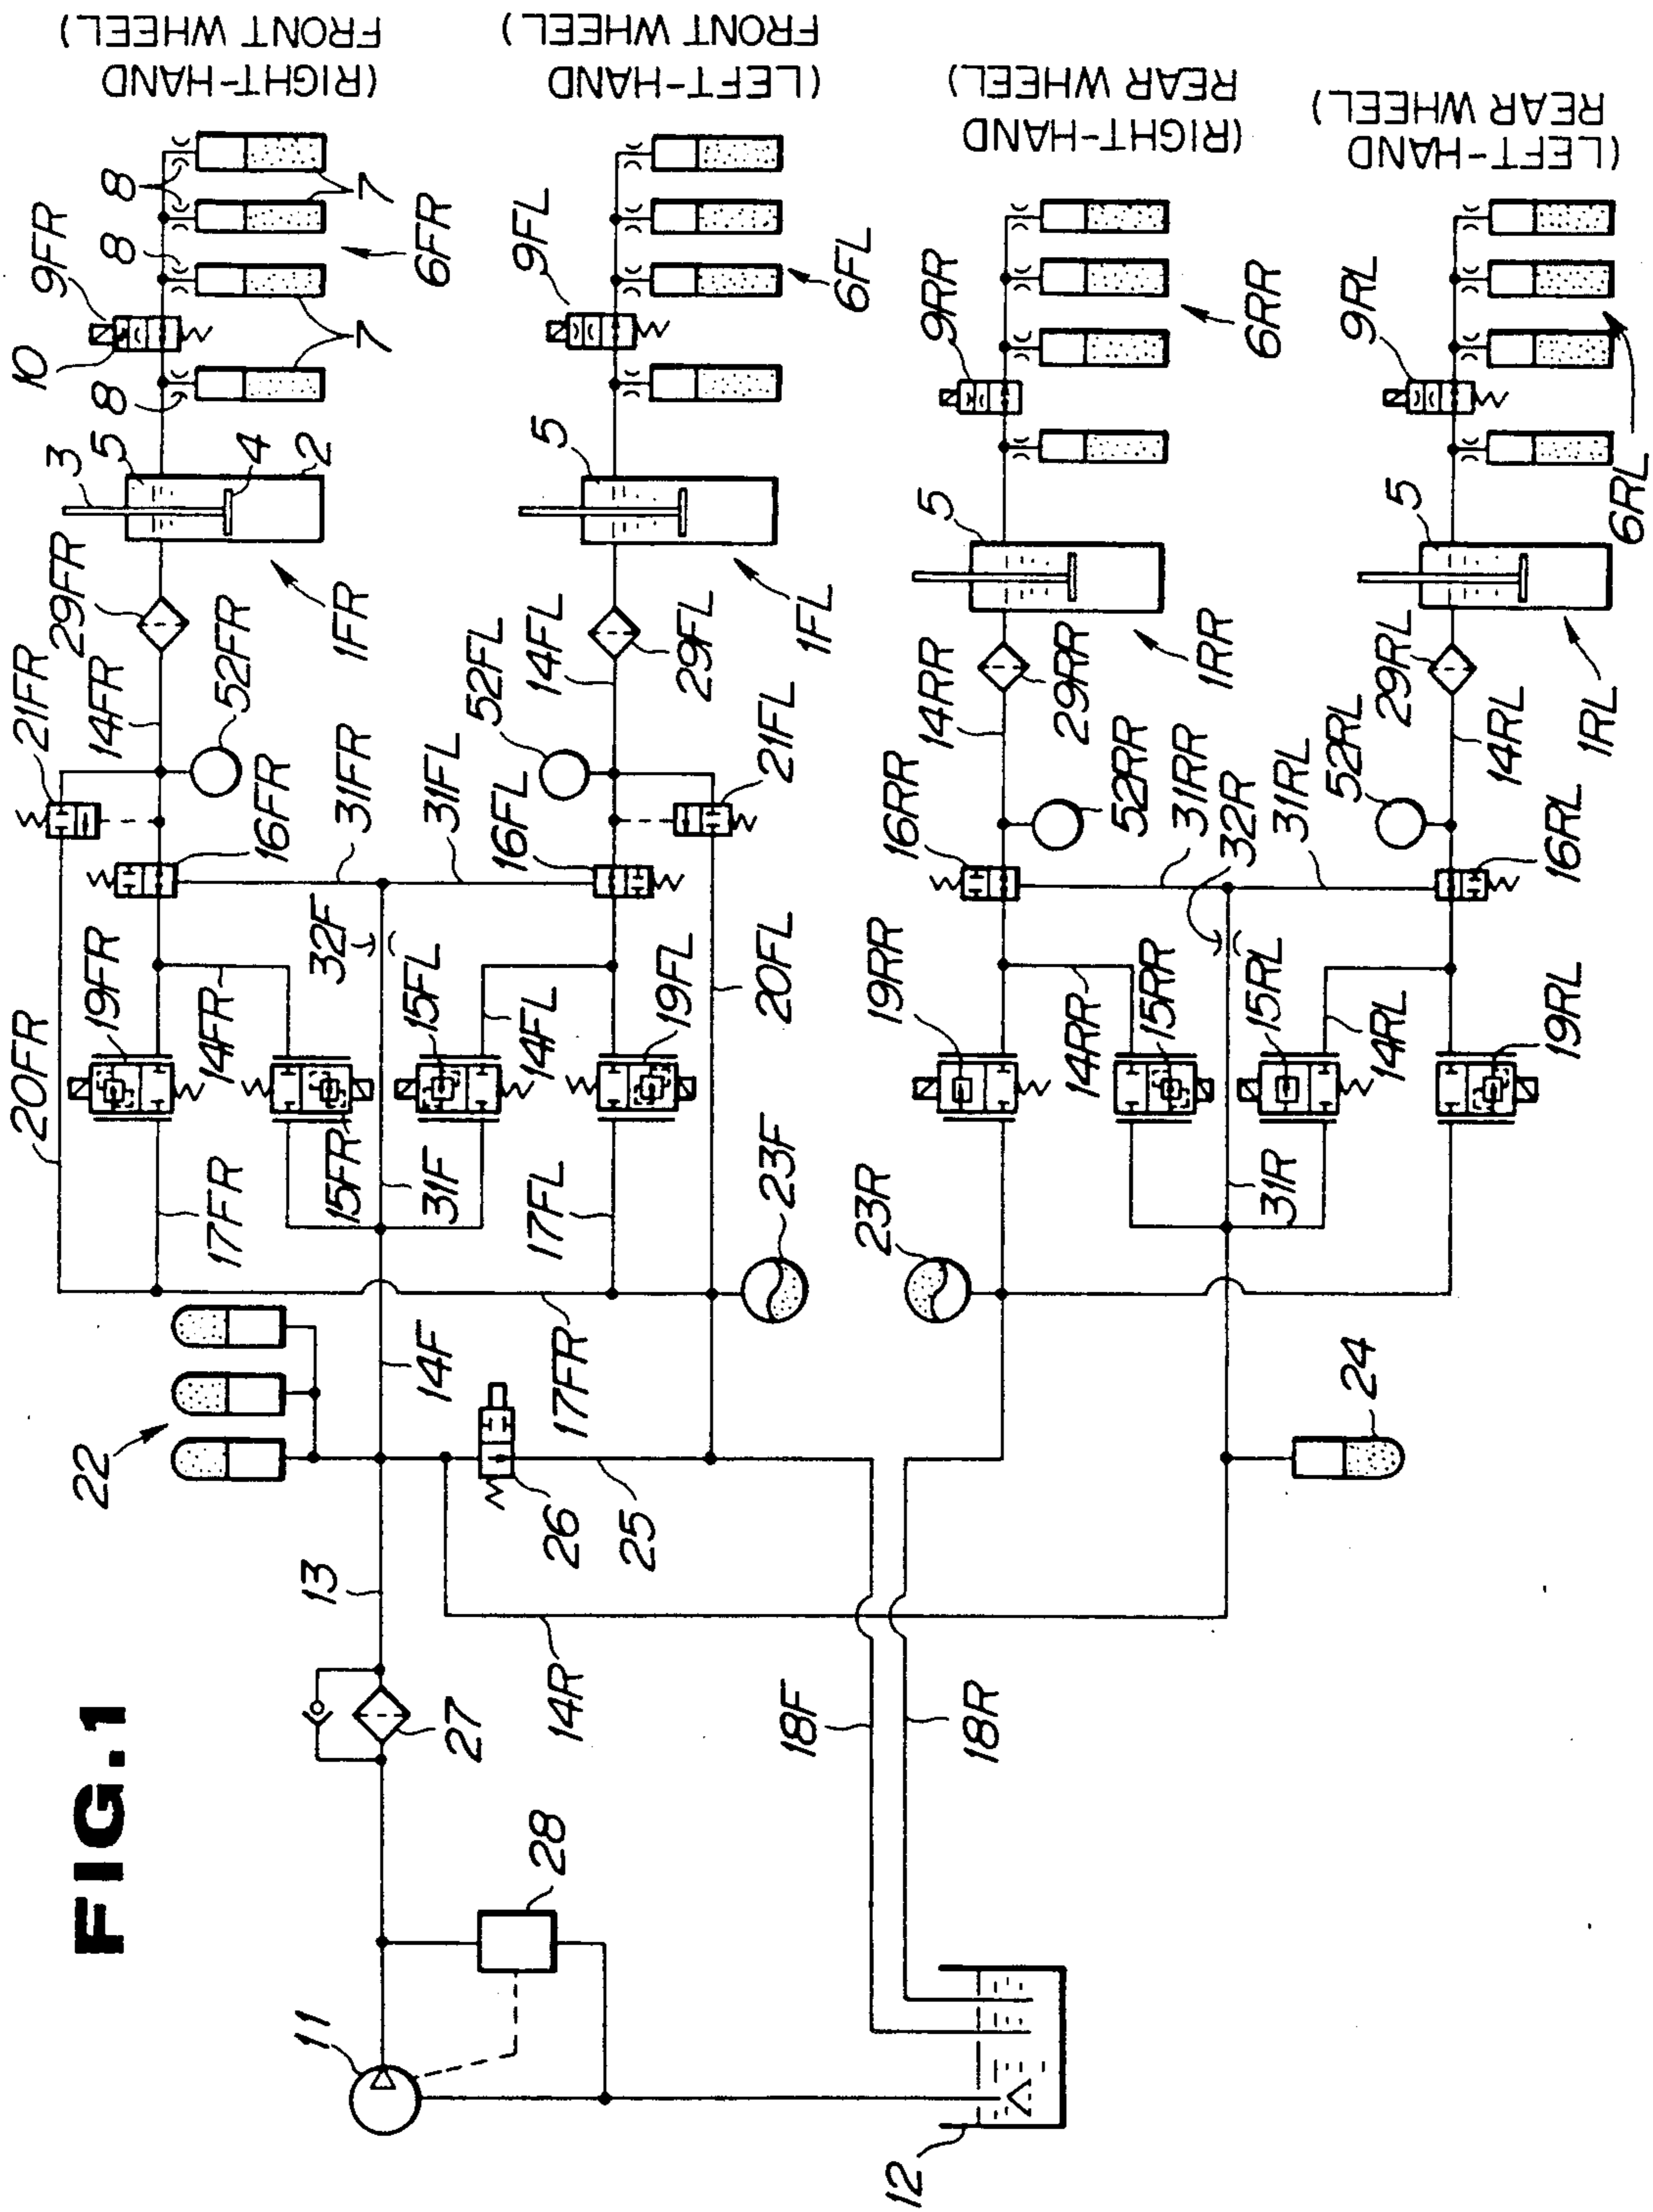 FIG.1
(RIGHT-HAND
FRONT WHEEL)
(LEFT-HAND
FRONT WHEEL)
(RIGHT-HAND
REAR WHEEL)
(LEFT-HAND
REAR WHEEL)
10
9FR
8
8
8
7
7
6FR
3
5
4
2
1FR
29FR
21FR
14FR
52FR
16FR
31FR
20FR
19FR
14FR
15FR
17FR
32F
31F
9FL
6FL
5
1FL
14FL
29FL
52FL
21FL
16FL
31FL
15FL
14FL
19FL
20FL
17FL
23F
9RR
6RR
5
1RR
14RR
29RR
52RR
16RR
31RR
32R
19RR
14RR
15RR
31R
23R
9RL
6RL
5
1RL
29RL
14RL
52RL
31RL
16RL
15RL
14RL
19RL
22
14F
17FR
26
25
24
13
14R
27
18F
18R
28
11
12